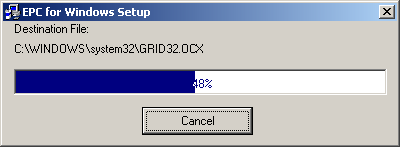 EPC for Windows Setup
Destination File:
C:\WINDOWS\system32\GRID32.OCX
48%
Cancel